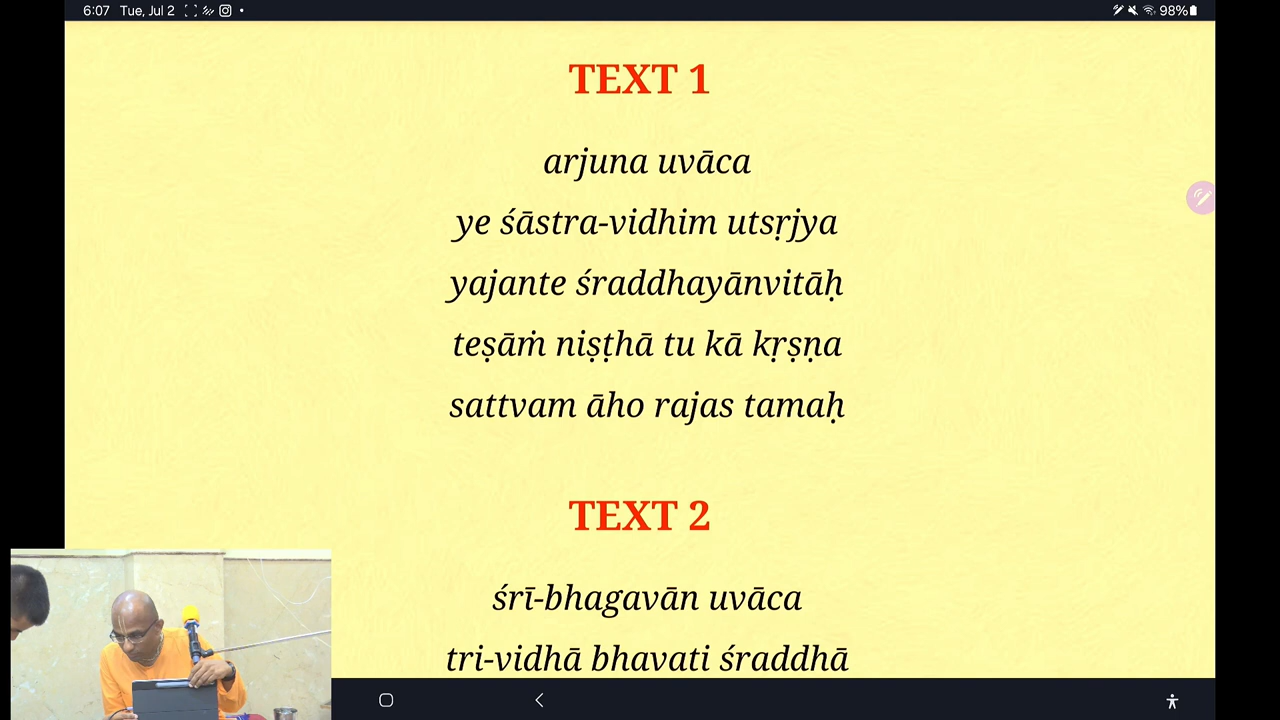 6:07 Tue, Jul 2 98%
TEXT 1
arjuna uvāca
ye śāstra-vidhim utsṛjya
yajante śraddhayānvitāḥ
teṣāṁ niṣṭhā tu kā kṛṣṇa
sattvam āho rajas tamaḥ
TEXT 2
śrī-bhagavān uvāca
tri-vidhā bhavati śraddhā